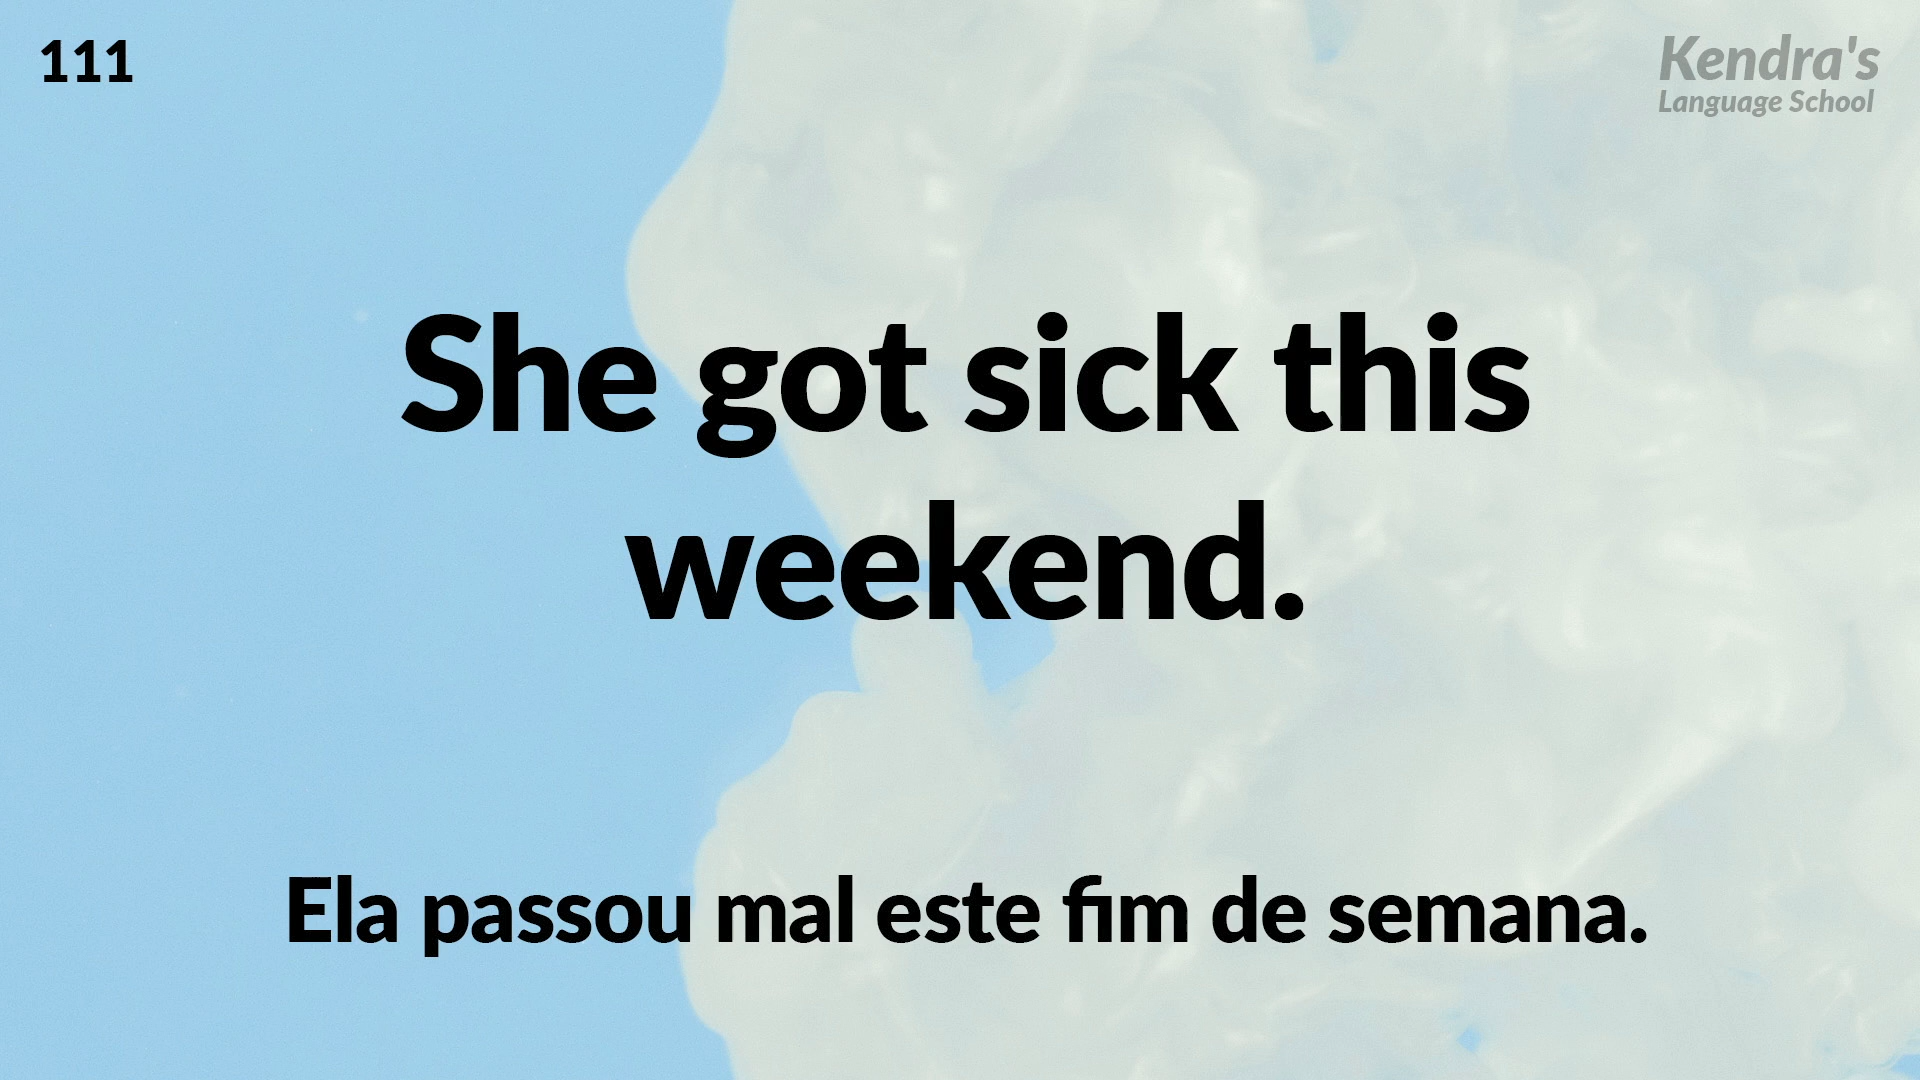 111
Kendra's
Language School
She got sick this
weekend.
Ela passou mal este fim de semana.